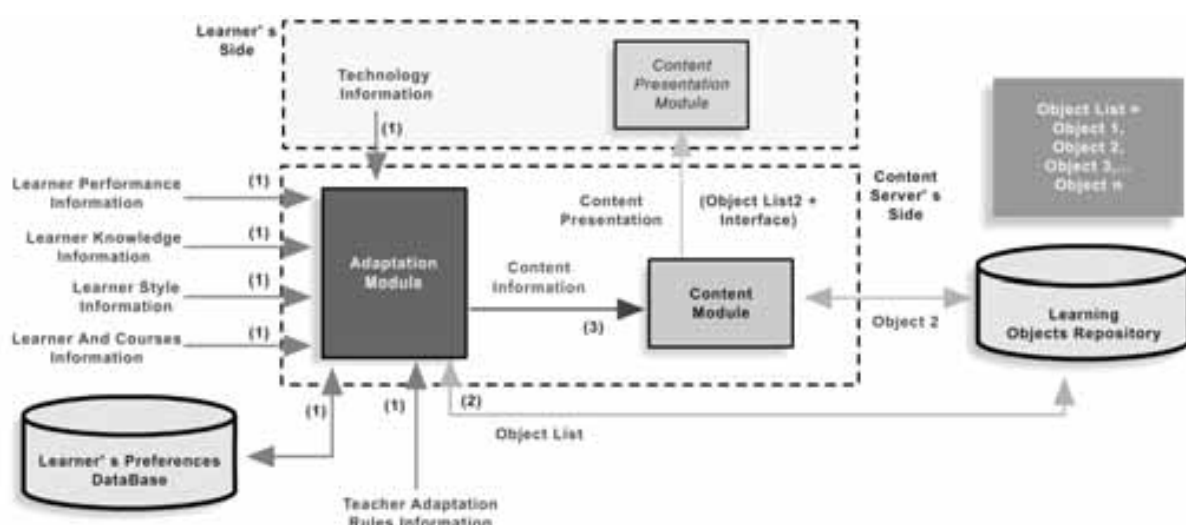 Learner's
Side
Technology
Information
(1)
Content
Presentation
Module
Object List =
Object 1,
Object 2,
Object 3,...
Object n
Learner Performance
Information
(1)
Learner Knowledge
Information
(1)
Learner Style
Information
(1)
Learner And Courses
Information
(1)
Adaptation
Module
Content
Presentation
(Object List2 +
Interface)
Content
Server's
Side
Content
Information
(3)
Content
Module
Object 2
Learning
Objects Repository
(1)
(1)
(2)
Object List
Learner's Preferences
DataBase
Teacher Adaptation
Rules Information